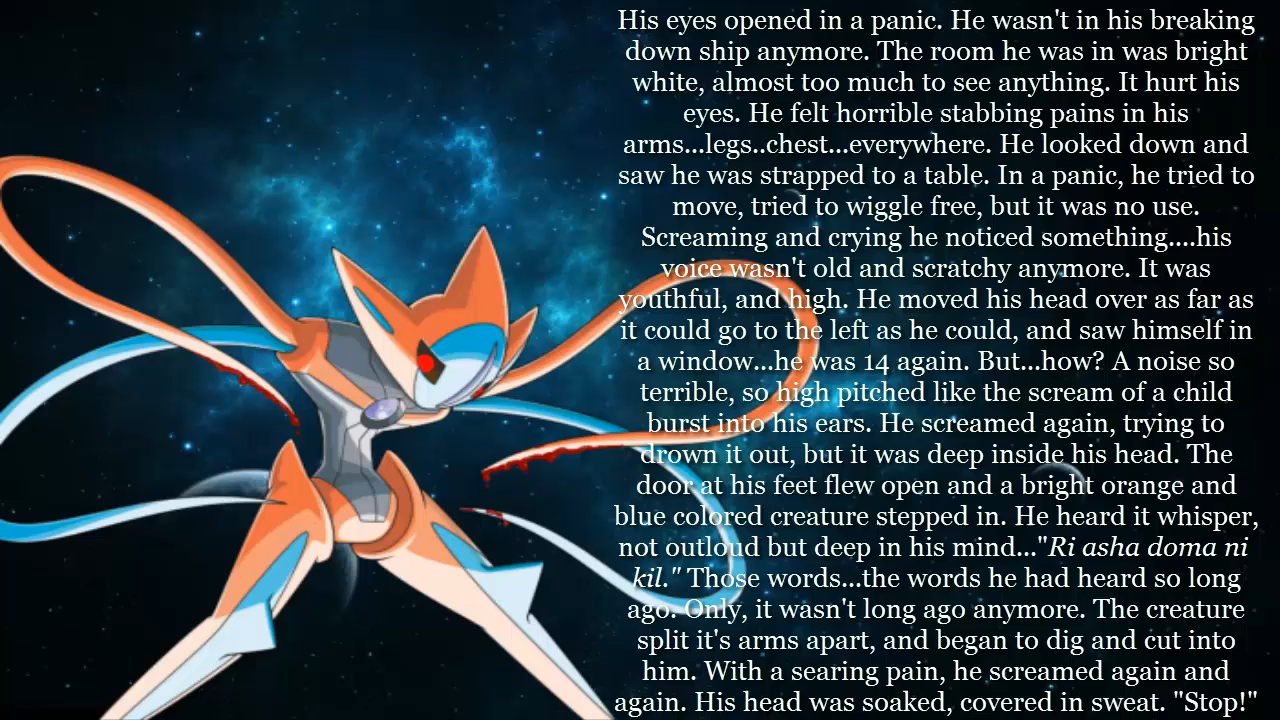 His eyes opened in a panic. He wasn't in his breaking
down ship anymore. The room he was in was bright
white, almost too much to see anything. It hurt his
eyes. He felt horrible stabbing pains in his
arms...legs..chest...everywhere. He looked down and
saw he was strapped to a table. In a panic, he tried to
move, tried to wiggle free, but it was no use.
Screaming and crying he noticed something....his
voice wasn't old and scratchy anymore. It was
youthful, and high. He moved his head over as far as
it could go to the left as he could, and saw himself in
a window...he was 14 again. But...how? A noise so
terrible, so high pitched like the scream of a child
burst into his ears. He screamed again, trying to
drown it out, but it was deep inside his head. The
door at his feet flew open and a bright orange and
blue colored creature stepped in. He heard it whisper,
not outloud but deep in his mind..."Ri asha doma ni
kil." Those words...the words he had heard so long
ago. Only, it wasn't long ago anymore. The creature
split it's arms apart, and began to dig and cut into
him. With a searing pain, he screamed again and
again. His head was soaked, covered in sweat. "Stop!"